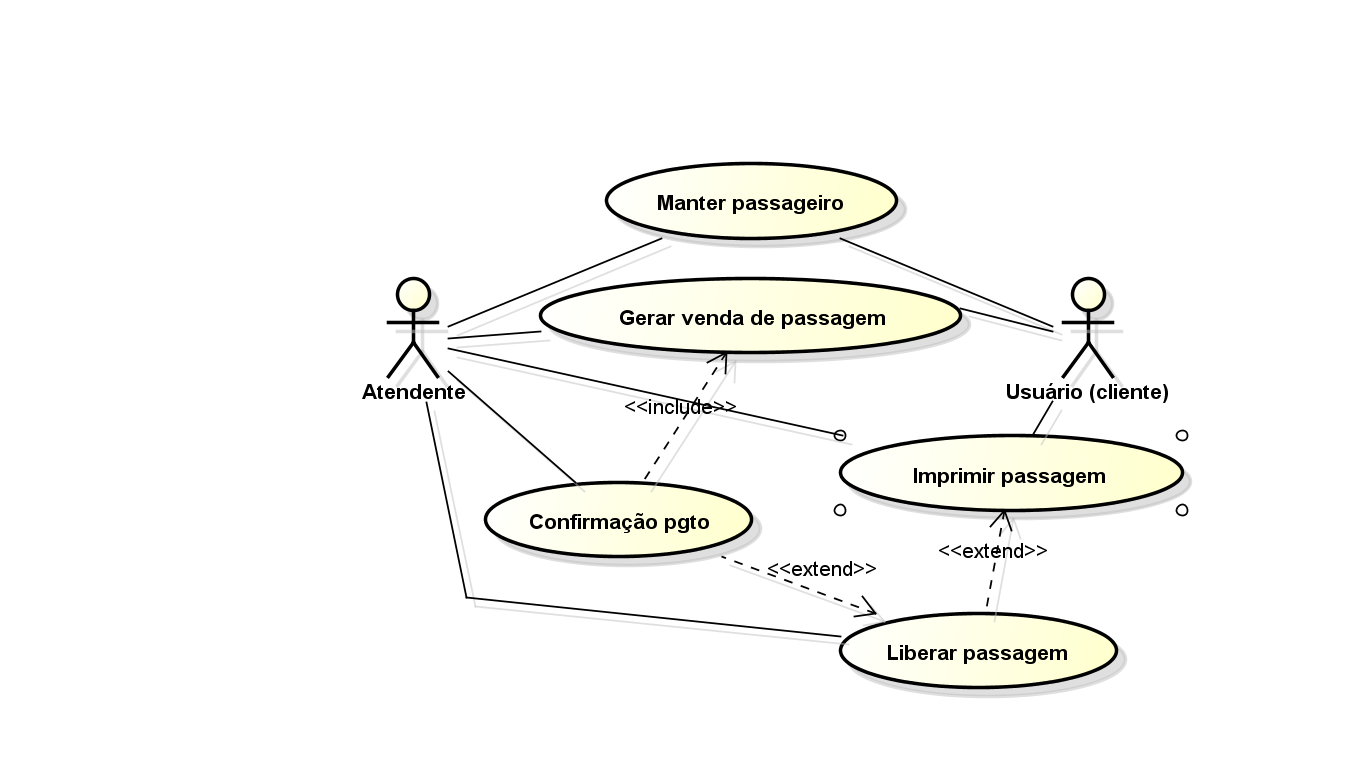 Manter passageiro
Gerar venda de passagem
Atendente
Usuário (cliente)
<<include>>
Imprimir passagem
Confirmação pgto
<<extend>>
<<extend>>
Liberar passagem